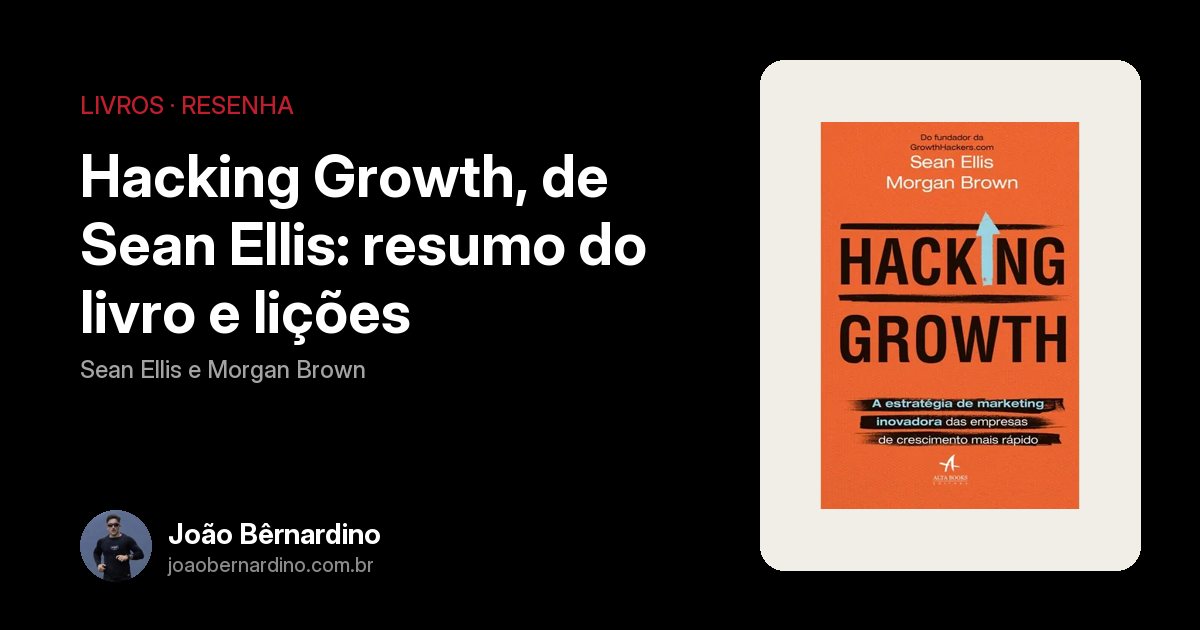 LIVROS · RESENHA
Hacking Growth, de
Sean Ellis: resumo do
livro e lições
Sean Ellis e Morgan Brown
João Bêrnardino
joaobernardino.com.br
Do fundador da
GrowthHackers.com
Sean Ellis
Morgan Brown
HACKING
GROWTH
A estratégia de marketing
inovadora das empresas
de crescimento mais rápido
ALTA BOOKS
EDITORA